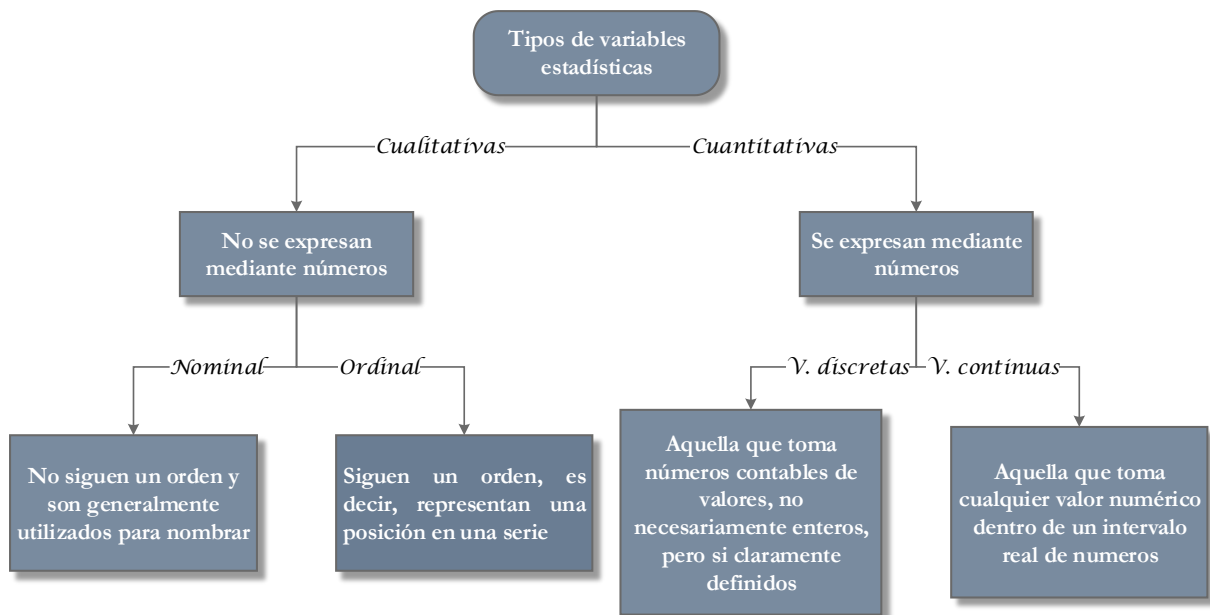 Tipos de variables
estadísticas
Cualitativas
Cuantitativas
No se expresan
mediante números
Se expresan mediante
números
Nominal
Ordinal
V. discretas
V. continuas
No siguen un orden y
son generalmente
utilizados para nombrar
Siguen un orden, es
decir, representan una
posición en una serie
Aquella que toma
números contables de
valores, no
necesariamente enteros,
pero si claramente
definidos
Aquella que toma
cualquier valor numérico
dentro de un intervalo
real de numeros